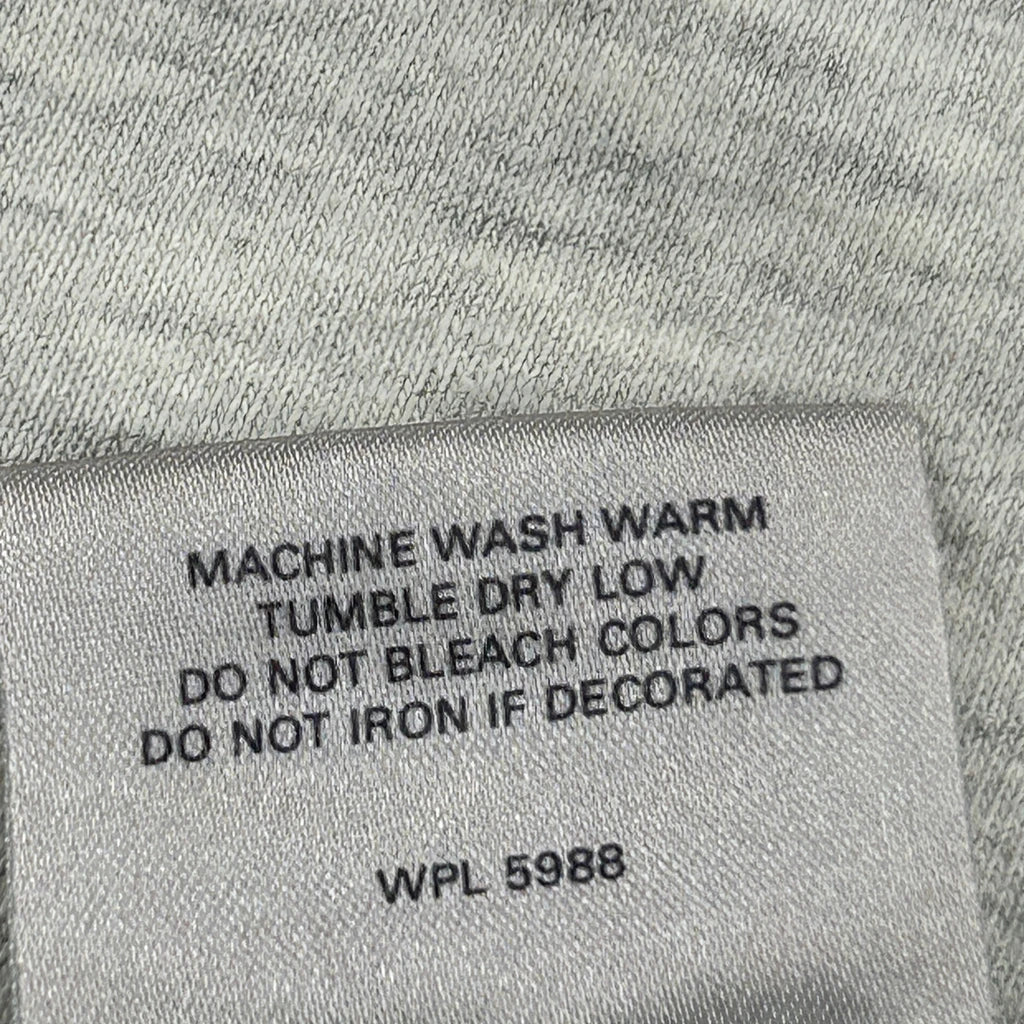 MACHINE WASH WARM
TUMBLE DRY LOW
DO NOT BLEACH COLORS
DO NOT IRON IF DECORATED
WPL 5988